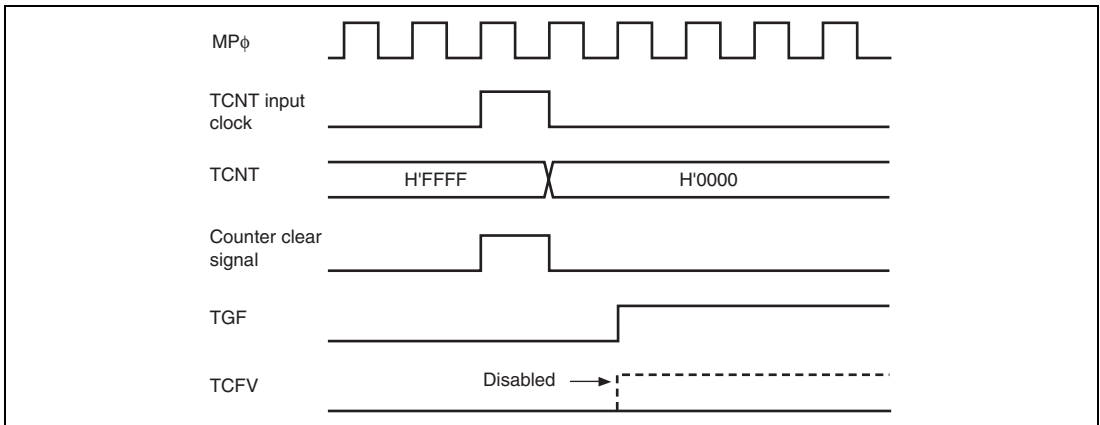 MPϕ
TCNT input
clock
TCNT
H'FFFF
H'0000
Counter clear
signal
TGF
TCFV
Disabled